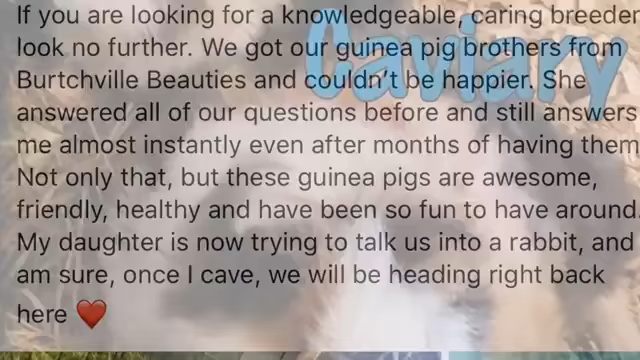 If you are looking for a knowledgeable, caring breeder
look no further. We got our guinea pig brothers from
Burtchville Beauties and couldn't be happier. She
answered all of our questions before and still answers
me almost instantly even after months of having them
Not only that, but these guinea pigs are awesome,
friendly, healthy and have been so fun to have around.
My daughter is now trying to talk us into a rabbit, and
am sure, once I cave, we will be heading right back
here ❤️
Caviary